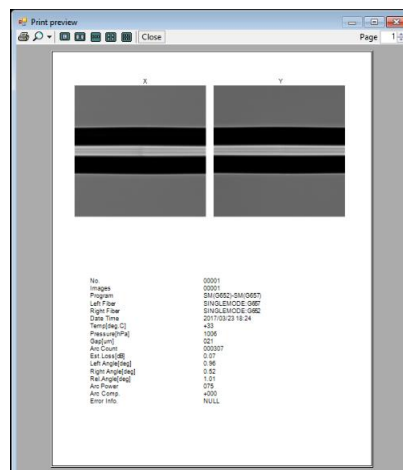 Print preview
Close
Page 1
X Y
No. 00001
Images 00001
Program SM(G652)-SM(G657)
Left Fiber SINGLEMODE:G657
Right Fiber SINGLEMODE:G652
Date Time 2017/03/23 18:24
Temp[deg.C] +33
Pressure[hPa] 1006
Gap[um] 021
Arc Count 000307
Est.Loss[dB] 0.07
Left Angle[deg] 0.96
Right Angle[deg] 0.52
Rel.Angle[deg] 1.01
Arc Power 075
Arc Comp. +000
Error Info. NULL